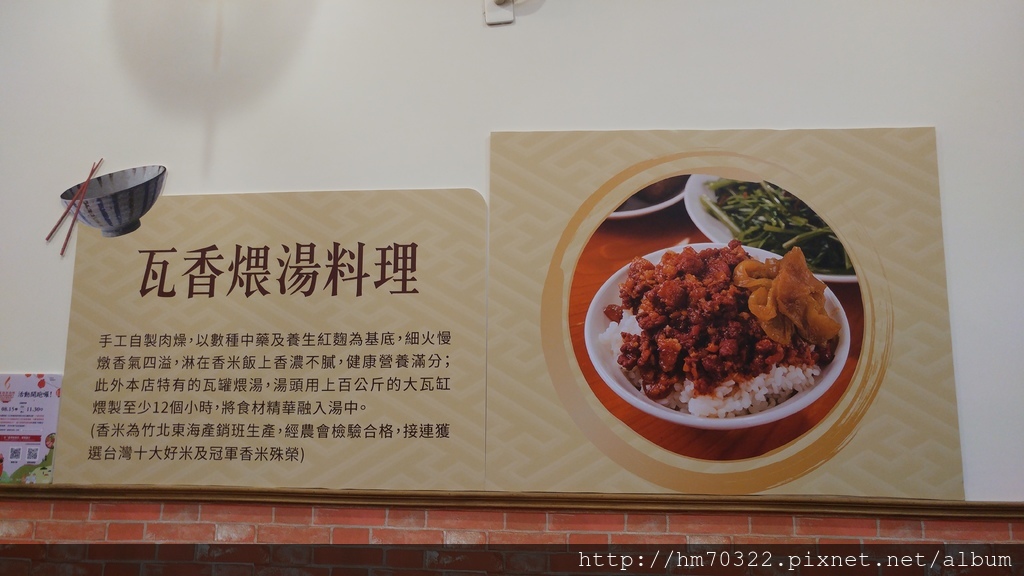 瓦香煨湯料理
手工自製肉燥,以數種中藥及養生紅麴為基底,細火慢
燉香氣四溢,淋在香米飯上香濃不膩,健康營養滿分;
此外本店特有的瓦罐煨湯,湯頭用上百公斤的大瓦缸
煨製至少12個小時,將食材精華融入湯中。
(香米為竹北東海產銷班生產,經農會檢驗合格,接連獲
選台灣十大好米及冠軍香米殊榮)
活動開始囉!
http://hm70322.pixnet.net/album